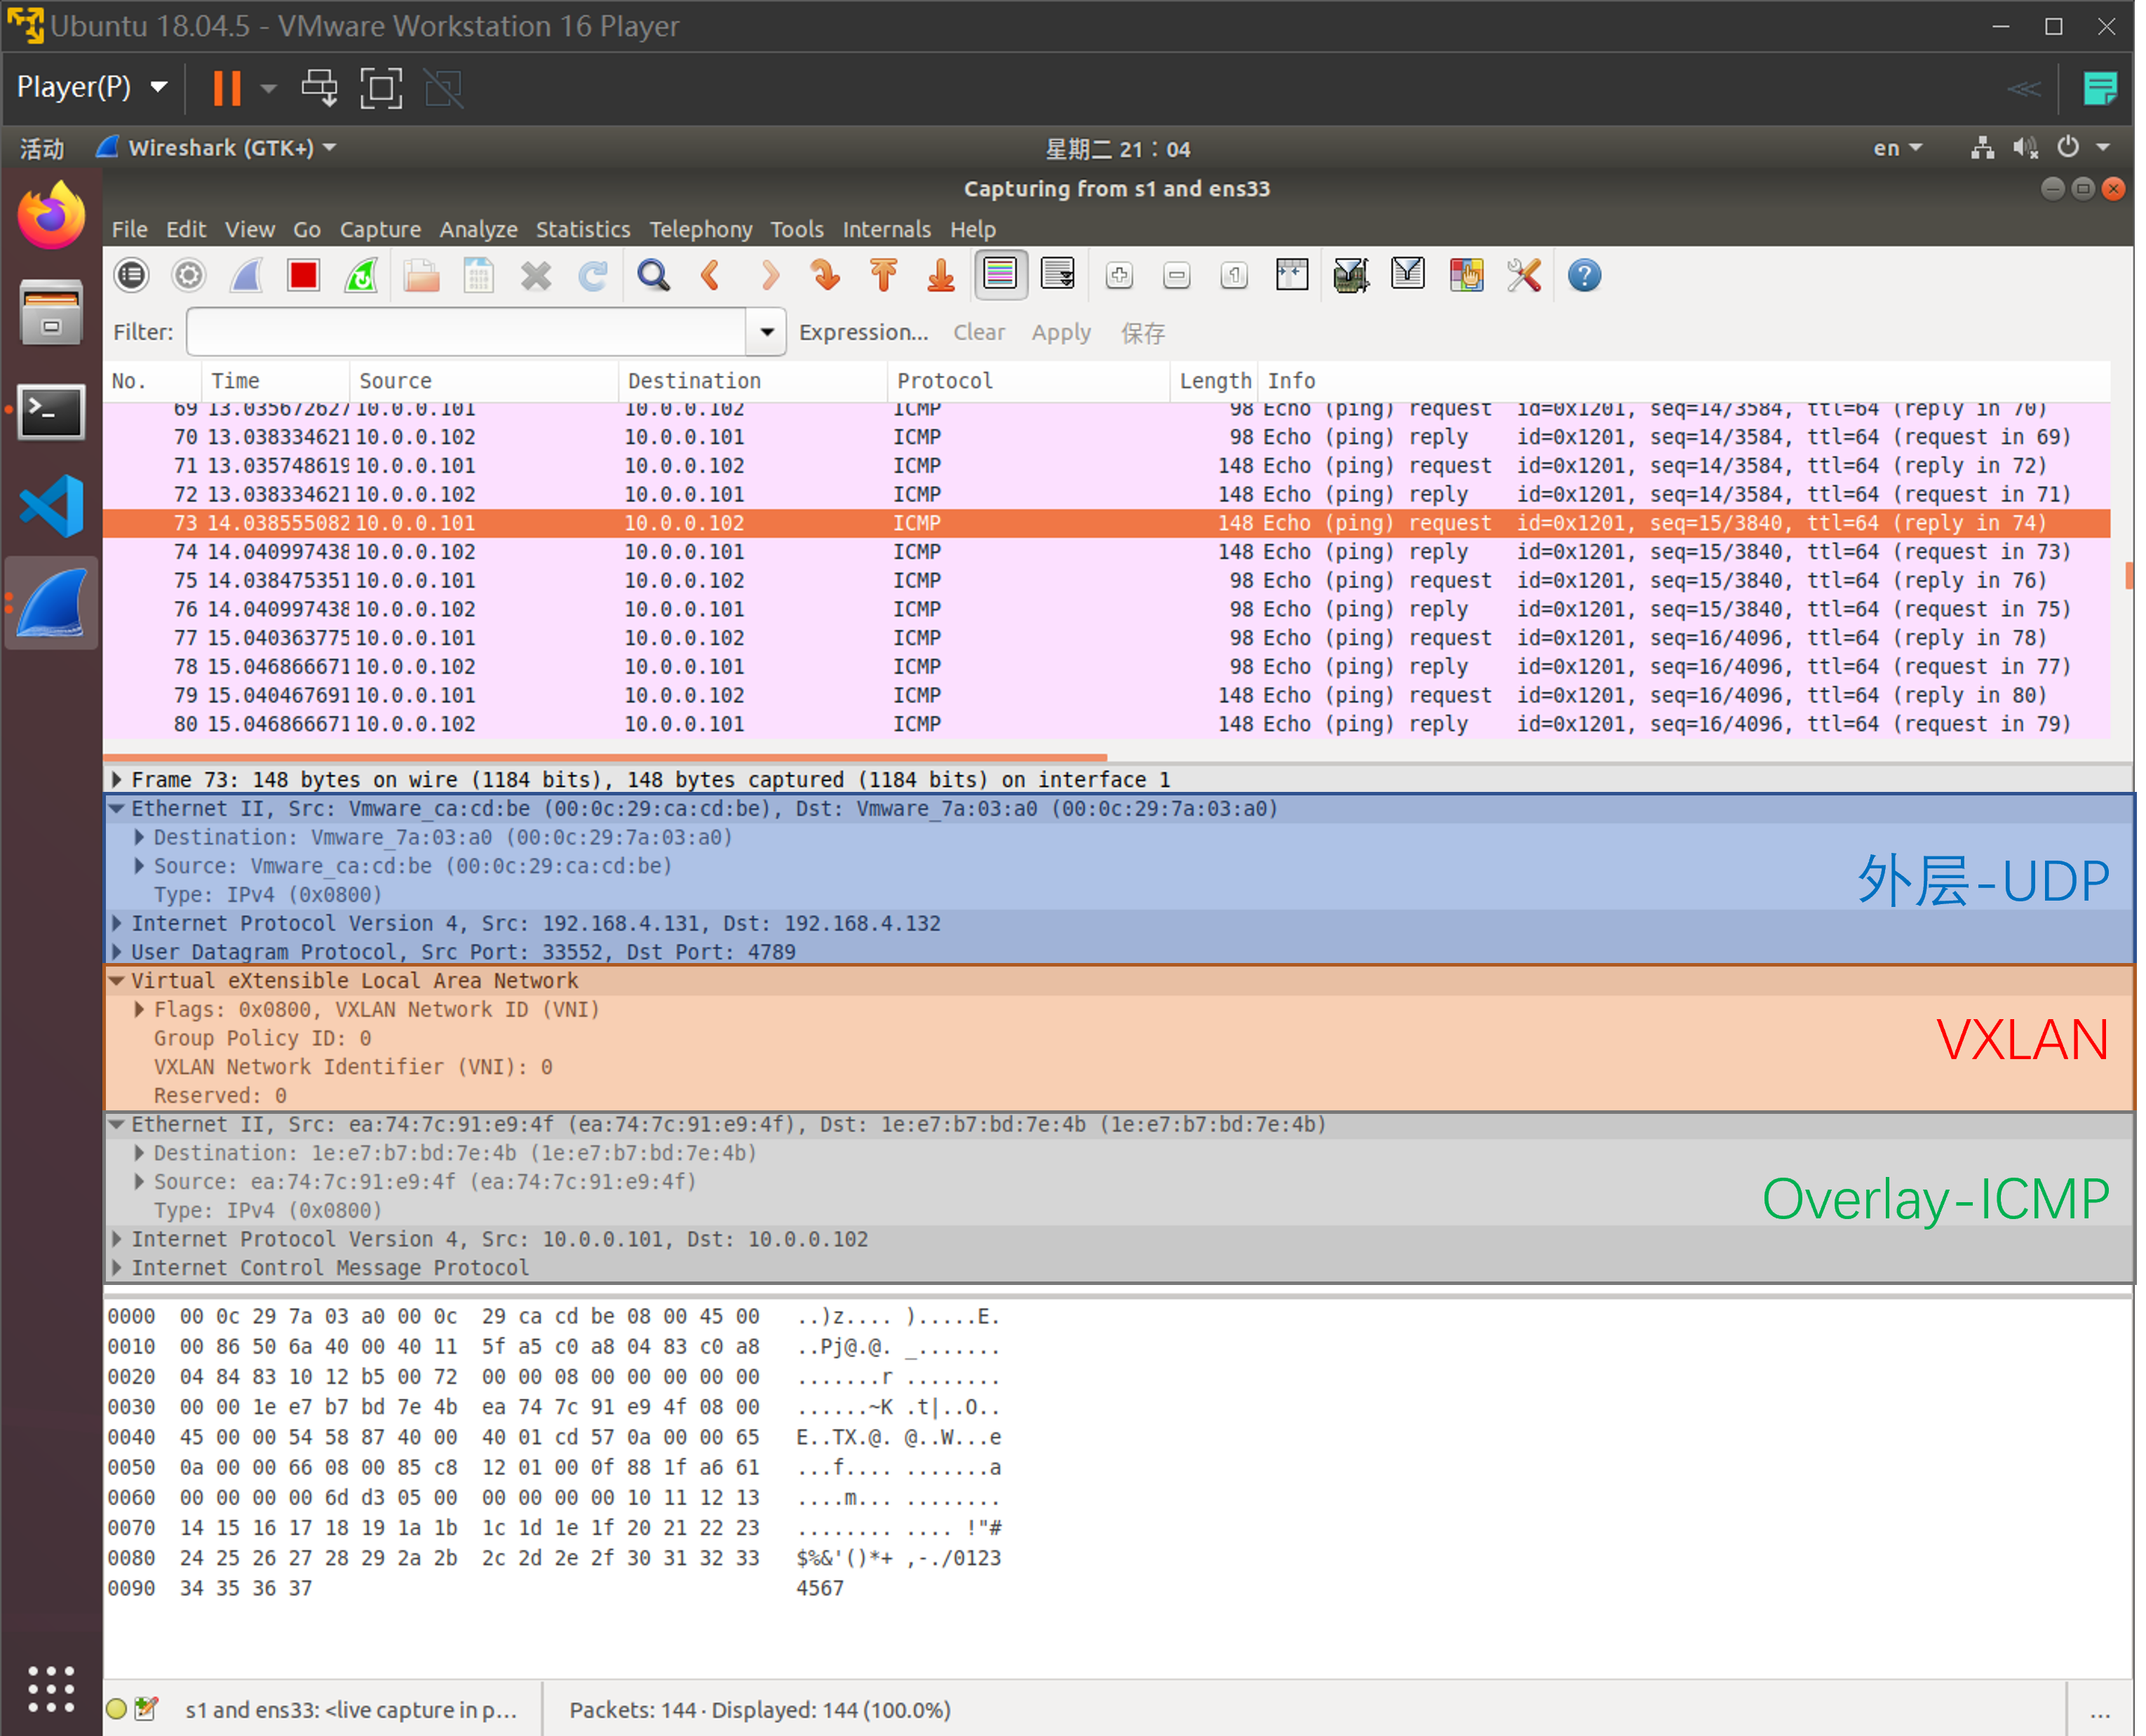 Ubuntu 18.04.5 - VMware Workstation 16 Player
Player(P)
活动 Wireshark (GTK+) 星期二 21：04 en
Capturing from s1 and ens33
File Edit View Go Capture Analyze Statistics Telephony Tools Internals Help
Filter: Expression... Clear Apply 保存
No. Time Source Destination Protocol Length Info
69 13.035672627 10.0.0.101 10.0.0.102 ICMP 98 Echo (ping) request id=0x1201, seq=14/3584, ttl=64 (reply in 70)
70 13.038334621 10.0.0.102 10.0.0.101 ICMP 98 Echo (ping) reply id=0x1201, seq=14/3584, ttl=64 (request in 69)
71 13.035748619 10.0.0.101 10.0.0.102 ICMP 148 Echo (ping) request id=0x1201, seq=14/3584, ttl=64 (reply in 72)
72 13.038334621 10.0.0.102 10.0.0.101 ICMP 148 Echo (ping) reply id=0x1201, seq=14/3584, ttl=64 (request in 71)
73 14.038555082 10.0.0.101 10.0.0.102 ICMP 148 Echo (ping) request id=0x1201, seq=15/3840, ttl=64 (reply in 74)
74 14.040997438 10.0.0.102 10.0.0.101 ICMP 148 Echo (ping) reply id=0x1201, seq=15/3840, ttl=64 (request in 73)
75 14.038475351 10.0.0.101 10.0.0.102 ICMP 98 Echo (ping) request id=0x1201, seq=15/3840, ttl=64 (reply in 76)
76 14.040997438 10.0.0.102 10.0.0.101 ICMP 98 Echo (ping) reply id=0x1201, seq=15/3840, ttl=64 (request in 75)
77 15.040363775 10.0.0.101 10.0.0.102 ICMP 98 Echo (ping) request id=0x1201, seq=16/4096, ttl=64 (reply in 78)
78 15.046866671 10.0.0.102 10.0.0.101 ICMP 98 Echo (ping) reply id=0x1201, seq=16/4096, ttl=64 (request in 77)
79 15.040467691 10.0.0.101 10.0.0.102 ICMP 148 Echo (ping) request id=0x1201, seq=16/4096, ttl=64 (reply in 80)
80 15.046866671 10.0.0.102 10.0.0.101 ICMP 148 Echo (ping) reply id=0x1201, seq=16/4096, ttl=64 (request in 79)
Frame 73: 148 bytes on wire (1184 bits), 148 bytes captured (1184 bits) on interface 1
Ethernet II, Src: Vmware_ca:cd:be (00:0c:29:ca:cd:be), Dst: Vmware_7a:03:a0 (00:0c:29:7a:03:a0)
Destination: Vmware_7a:03:a0 (00:0c:29:7a:03:a0)
Source: Vmware_ca:cd:be (00:0c:29:ca:cd:be)
外层-UDP
Type: IPv4 (0x0800)
Internet Protocol Version 4, Src: 192.168.4.131, Dst: 192.168.4.132
User Datagram Protocol, Src Port: 33552, Dst Port: 4789
Virtual eXtensible Local Area Network
Flags: 0x0800, VXLAN Network ID (VNI)
Group Policy ID: 0
VXLAN
VXLAN Network Identifier (VNI): 0
Reserved: 0
Ethernet II, Src: ea:74:7c:91:e9:4f (ea:74:7c:91:e9:4f), Dst: 1e:e7:b7:bd:7e:4b (1e:e7:b7:bd:7e:4b)
Destination: 1e:e7:b7:bd:7e:4b (1e:e7:b7:bd:7e:4b)
Source: ea:74:7c:91:e9:4f (ea:74:7c:91:e9:4f)
Overlay-ICMP
Type: IPv4 (0x0800)
Internet Protocol Version 4, Src: 10.0.0.101, Dst: 10.0.0.102
Internet Control Message Protocol
0000 00 0c 29 7a 03 a0 00 0c 29 ca cd be 08 00 45 00 ..)z.... ).....E.
0010 00 86 50 6a 40 00 40 11 5f a5 c0 a8 04 83 c0 a8 ..Pj@.@. _.......
0020 04 84 83 10 12 b5 00 72 00 00 08 00 00 00 00 00 .......r ........
0030 00 00 1e e7 b7 bd 7e 4b ea 74 7c 91 e9 4f 08 00 ......~K .t|..O..
0040 45 00 00 54 58 87 40 00 40 01 cd 57 0a 00 00 65 E..TX.@. @..W...e
0050 0a 00 00 66 08 00 85 c8 12 01 00 0f 88 1f a6 61 ...f.... .......a
0060 00 00 00 00 6d d3 05 00 00 00 00 00 10 11 12 13 ....m... ........
0070 14 15 16 17 18 19 1a 1b 1c 1d 1e 1f 20 21 22 23 ........ .... !"#
0080 24 25 26 27 28 29 2a 2b 2c 2d 2e 2f 30 31 32 33 $%&'()*+ ,-./0123
0090 34 35 36 37 4567
s1 and ens33: <live capture in p... Packets: 144 · Displayed: 144 (100.0%) ...